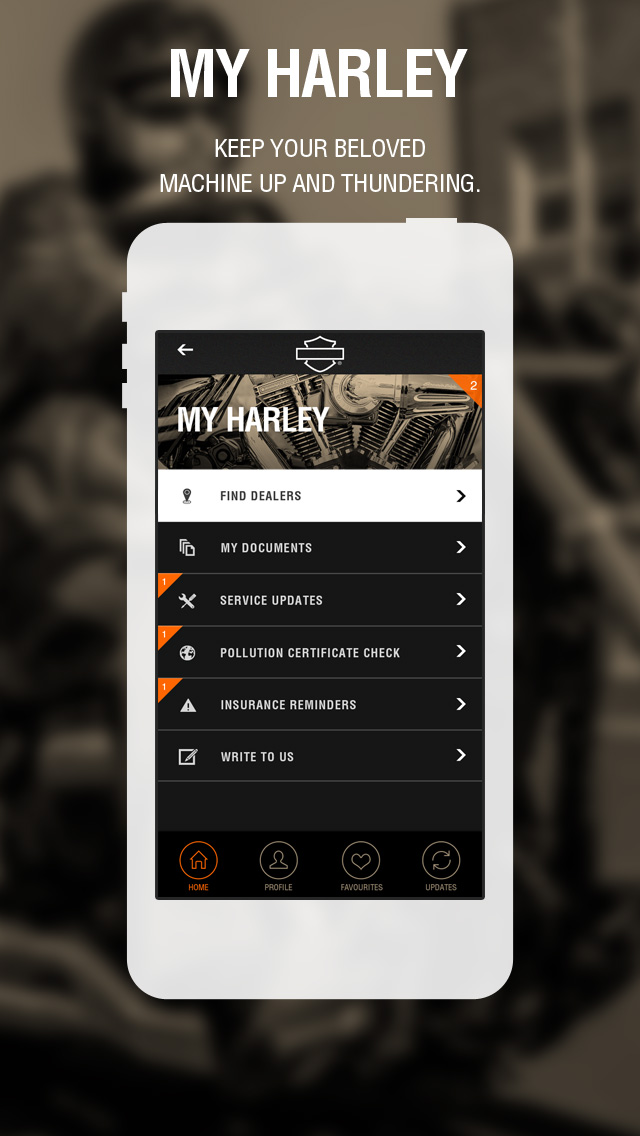 MY HARLEY
KEEP YOUR BELOVED
MACHINE UP AND THUNDERING.
2
MY HARLEY
FIND DEALERS
MY DOCUMENTS
1
SERVICE UPDATES
1
POLLUTION CERTIFICATE CHECK
1
INSURANCE REMINDERS
WRITE TO US
HOME PROFILE FAVOURITES UPDATES